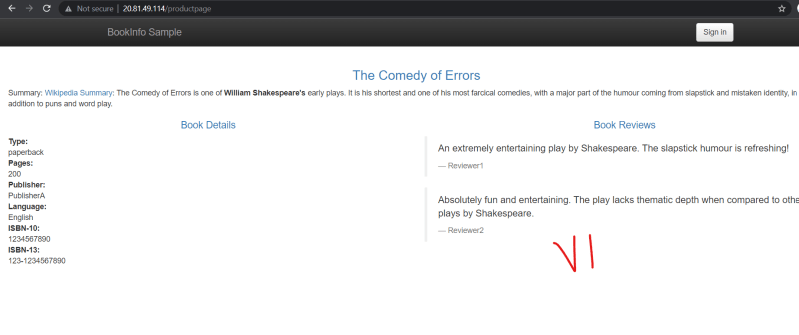 Not secure | 20.81.49.114/productpage
BookInfo Sample
Sign in
The Comedy of Errors
Summary: Wikipedia Summary: The Comedy of Errors is one of William Shakespeare's early plays. It is his shortest and one of his most farcical comedies, with a major part of the humour coming from slapstick and mistaken identity, in
addition to puns and word play.
Book Details
Type:
paperback
Pages:
200
Publisher:
PublisherA
Language:
English
ISBN-10:
1234567890
ISBN-13:
123-1234567890
Book Reviews
An extremely entertaining play by Shakespeare. The slapstick humour is refreshing!
— Reviewer1
Absolutely fun and entertaining. The play lacks thematic depth when compared to othe
plays by Shakespeare.
— Reviewer2
V1